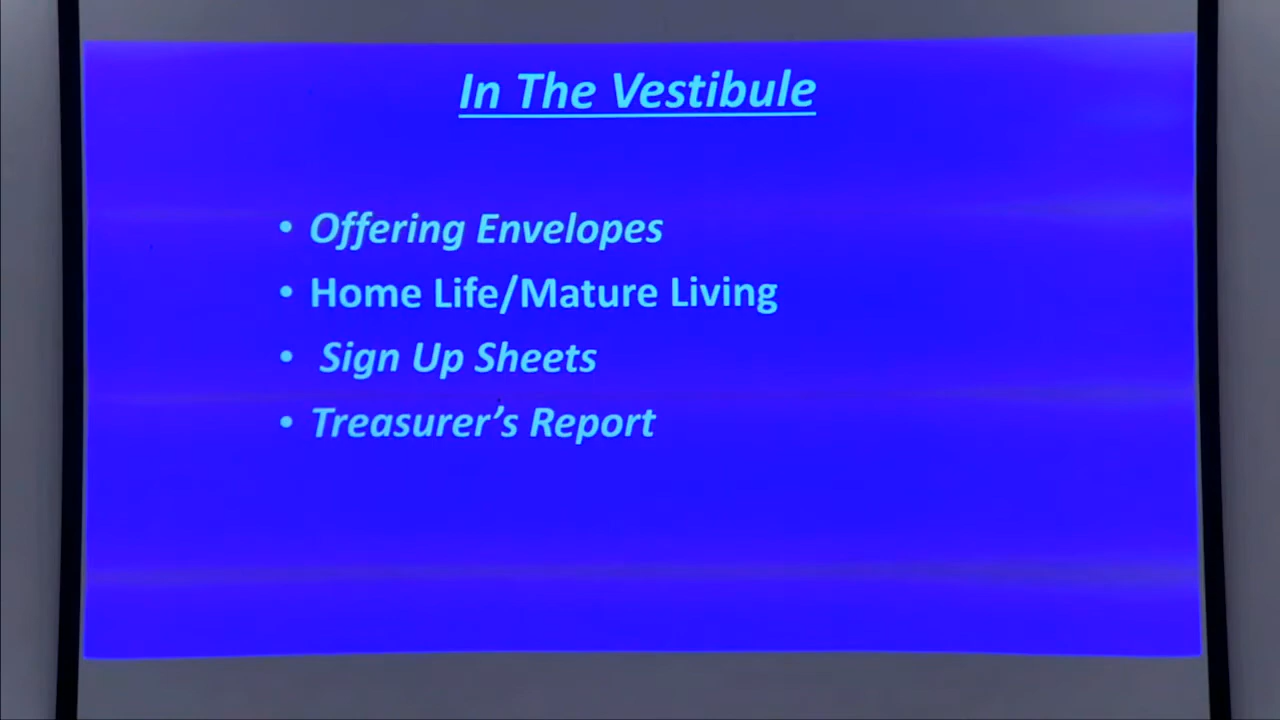 In The Vestibule
• Offering Envelopes
• Home Life/Mature Living
• Sign Up Sheets
• Treasurer's Report